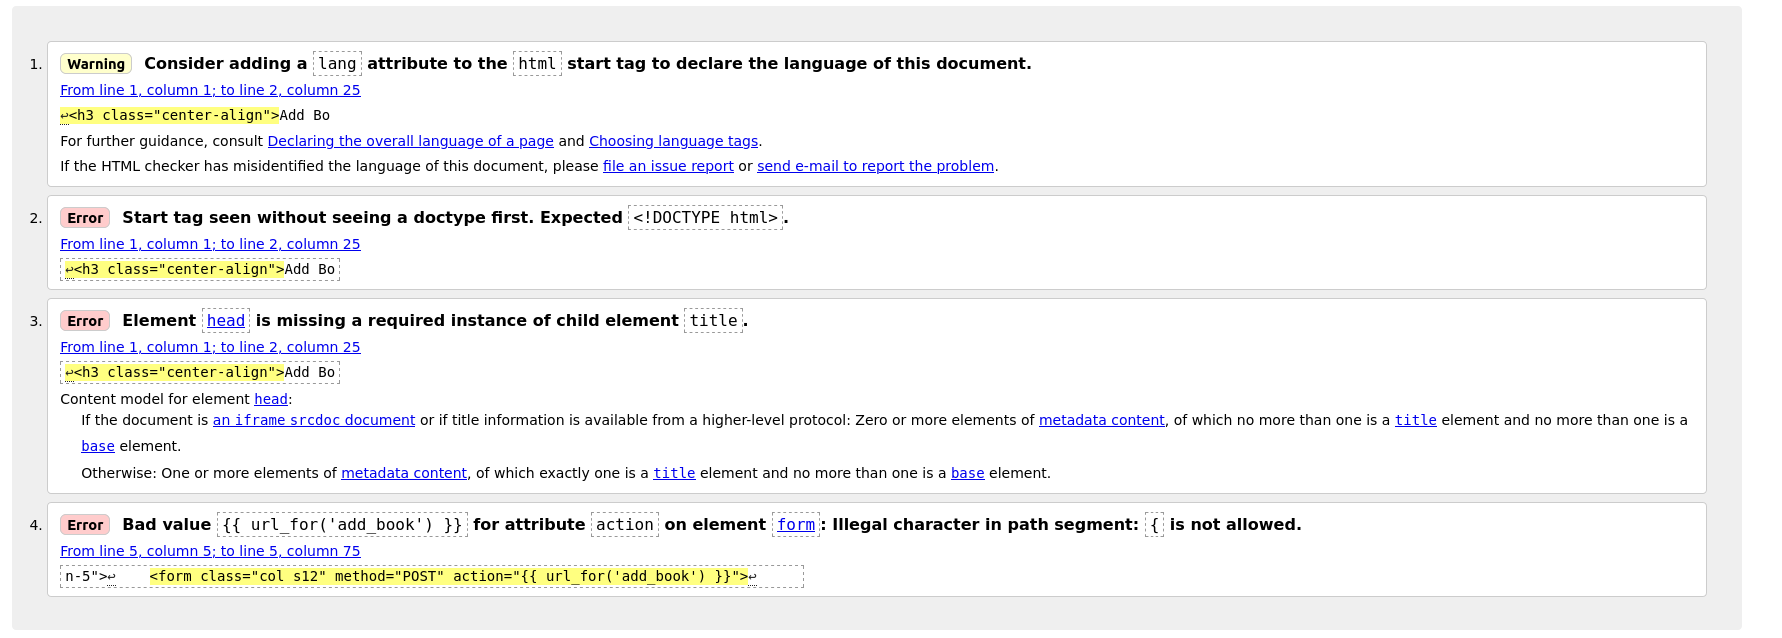 1. Warning Consider adding a lang attribute to the html start tag to declare the language of this document.
From line 1, column 1; to line 2, column 25
↩<h3 class="center-align">Add Bo
For further guidance, consult Declaring the overall language of a page and Choosing language tags.
If the HTML checker has misidentified the language of this document, please file an issue report or send e-mail to report the problem.
2. Error Start tag seen without seeing a doctype first. Expected <!DOCTYPE html>.
From line 1, column 1; to line 2, column 25
↩<h3 class="center-align">Add Bo
3. Error Element head is missing a required instance of child element title.
From line 1, column 1; to line 2, column 25
↩<h3 class="center-align">Add Bo
Content model for element head:
If the document is an iframe srcdoc document or if title information is available from a higher-level protocol: Zero or more elements of metadata content, of which no more than one is a title element and no more than one is a
base element.
Otherwise: One or more elements of metadata content, of which exactly one is a title element and no more than one is a base element.
4. Error Bad value {{ url_for('add_book') }} for attribute action on element form: Illegal character in path segment: { is not allowed.
From line 5, column 5; to line 5, column 75
n-5">↩    <form class="col s12" method="POST" action="{{ url_for('add_book') }}">↩